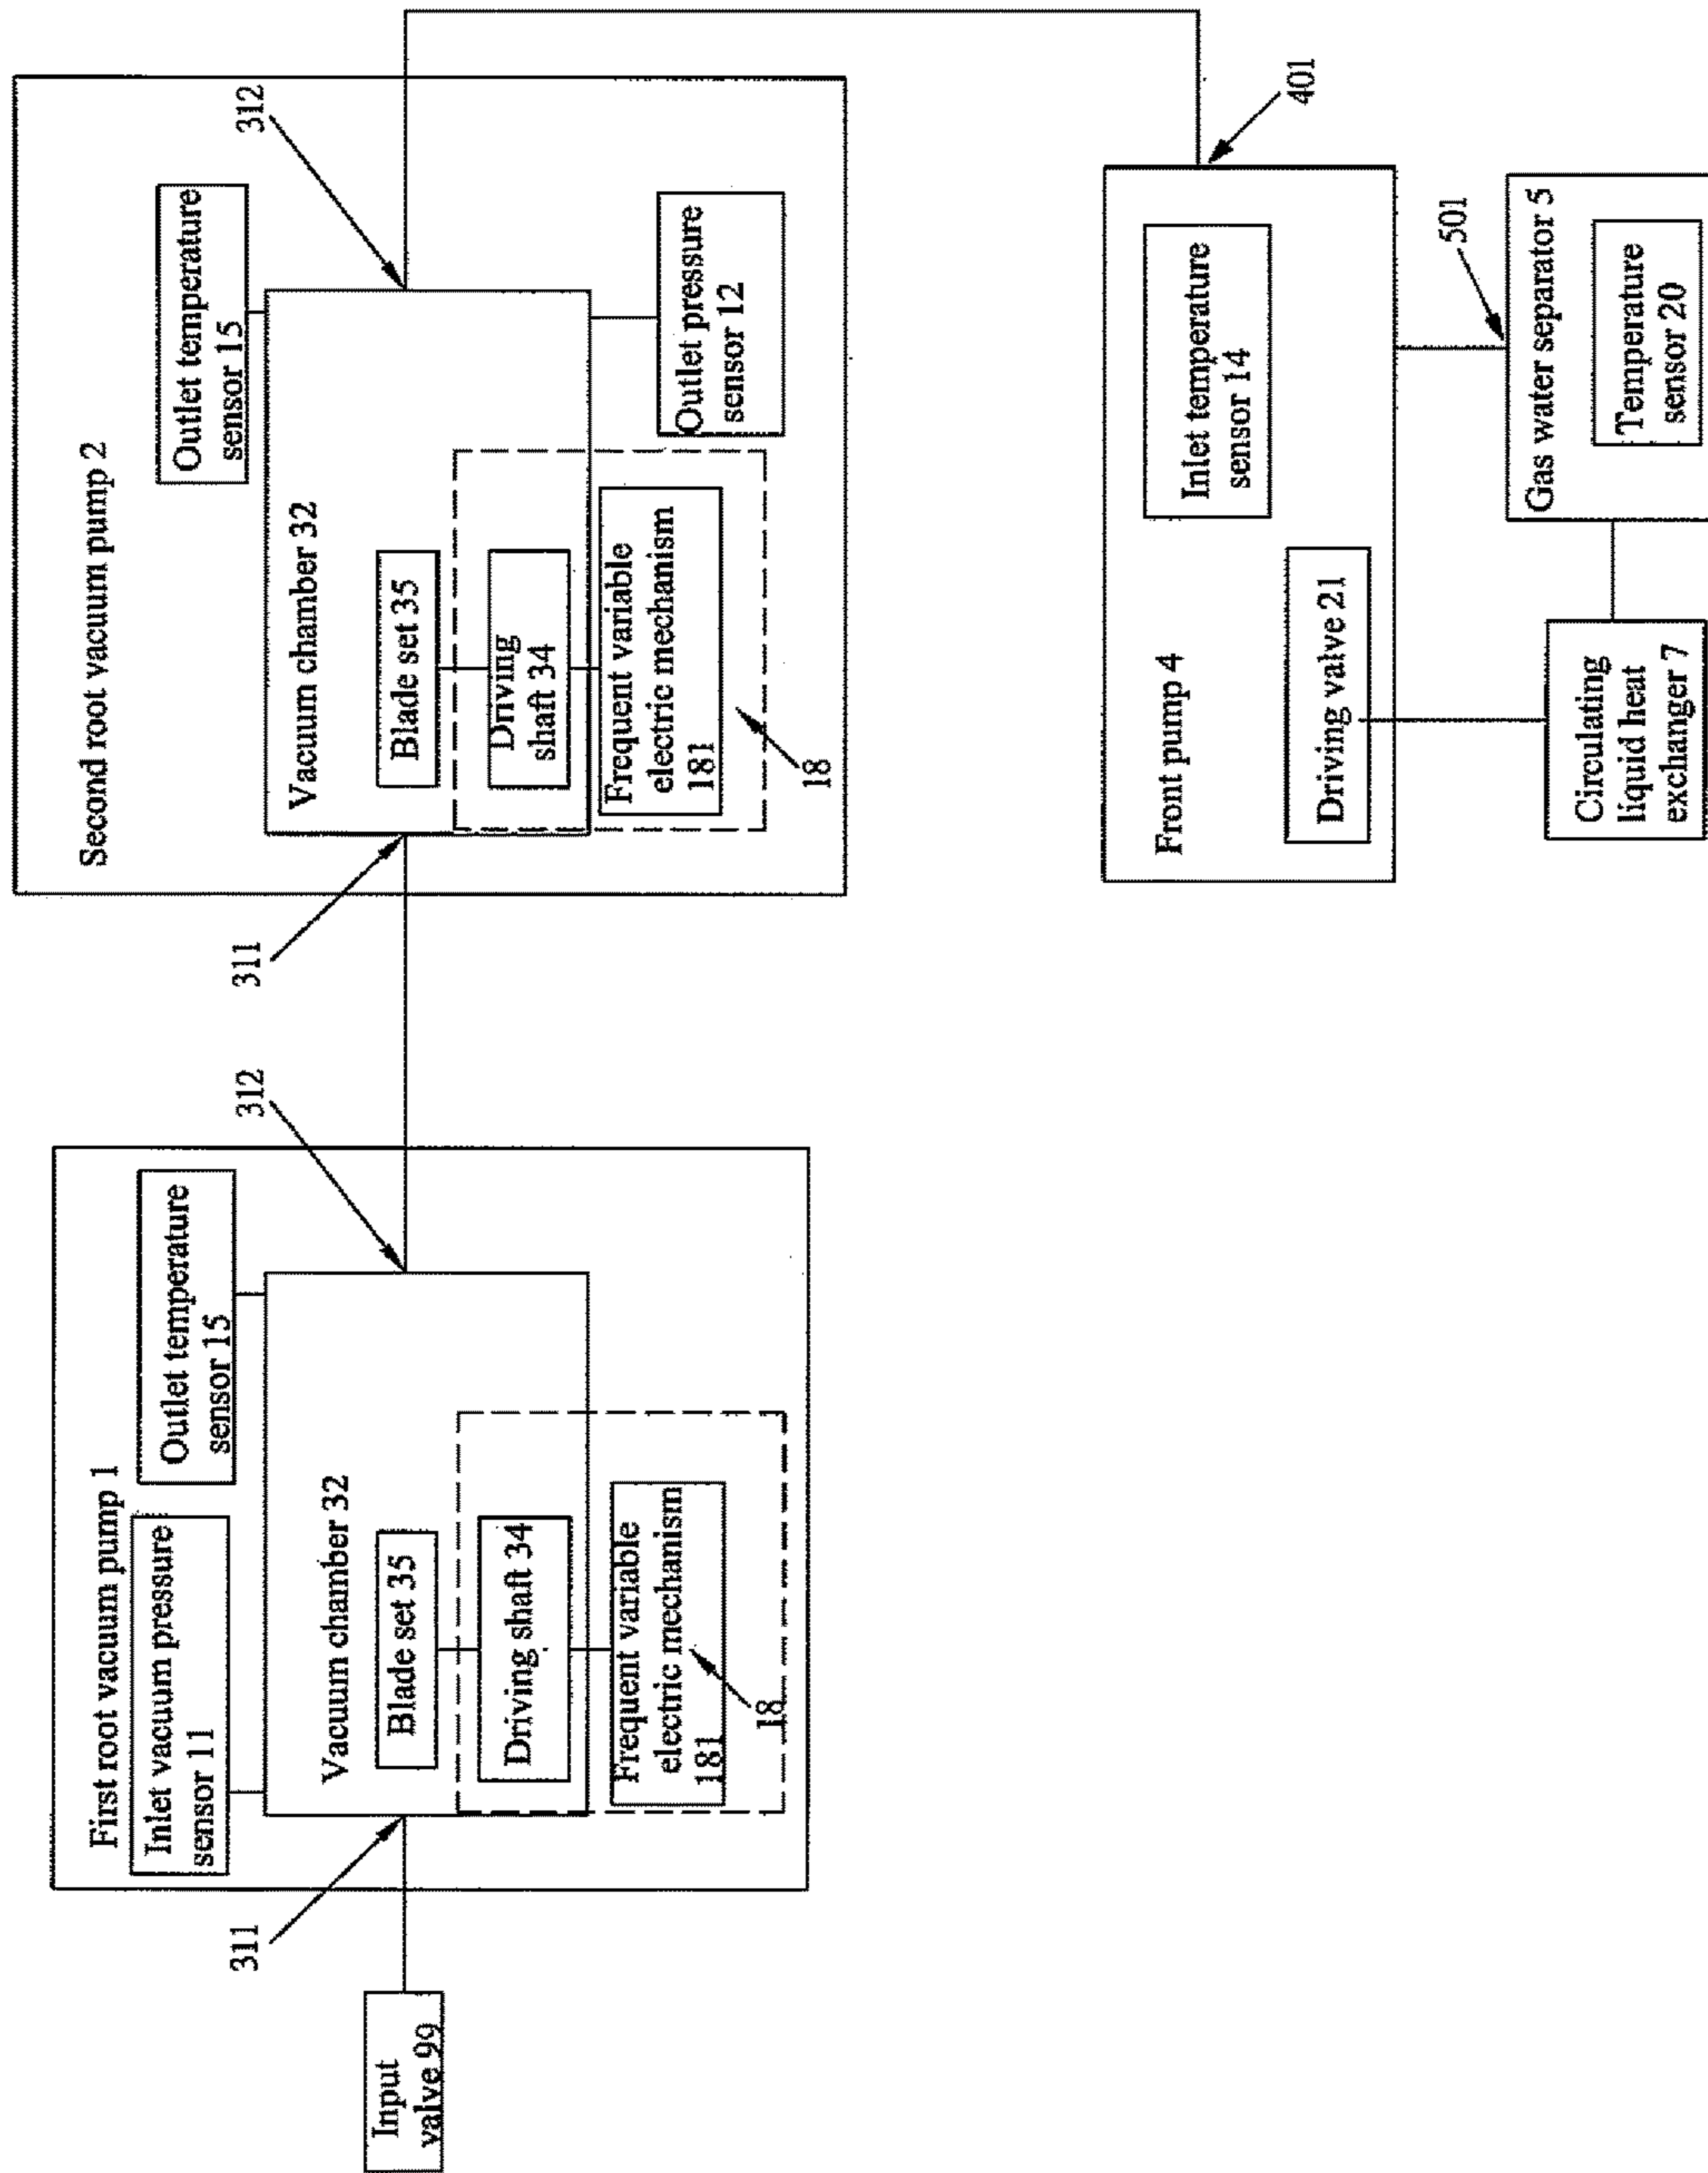 First root vacuum pump 1
Inlet vacuum pressure
sensor 11
Outlet temperature
sensor 15
311
312
Vacuum chamber 32
Blade set 35
Driving shaft 34
Frequent variable
electric mechanism
181
18
Input
valve 99
Second root vacuum pump 2
Outlet temperature
sensor 15
311
312
Vacuum chamber 32
Blade set 35
Driving
shaft 34
Frequent variable
electric mechanism
181
18
Outlet pressure
sensor 12
401
Front pump 4
Inlet temperature
sensor 14
Driving valve 21
501
Circulating
liquid heat
exchanger 7
Gas water separator 5
Temperature
sensor 20